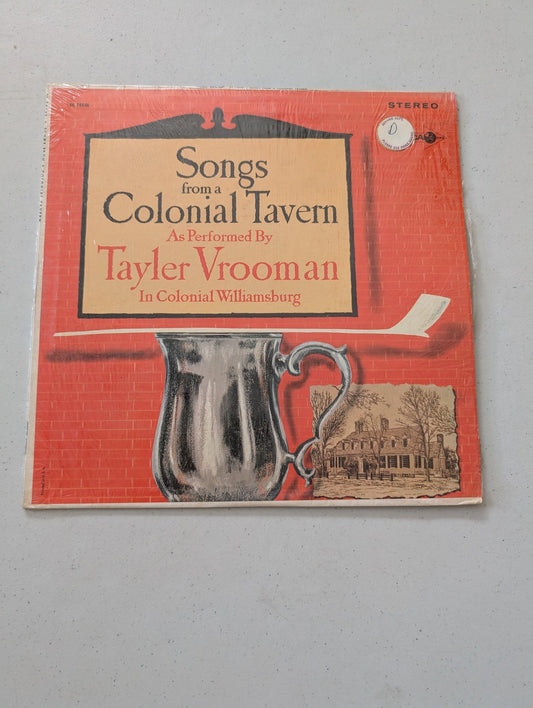 STEREO
D
Songs
from a
Colonial Tavern
As Performed By
Tayler Vrooman
In Colonial Williamsburg